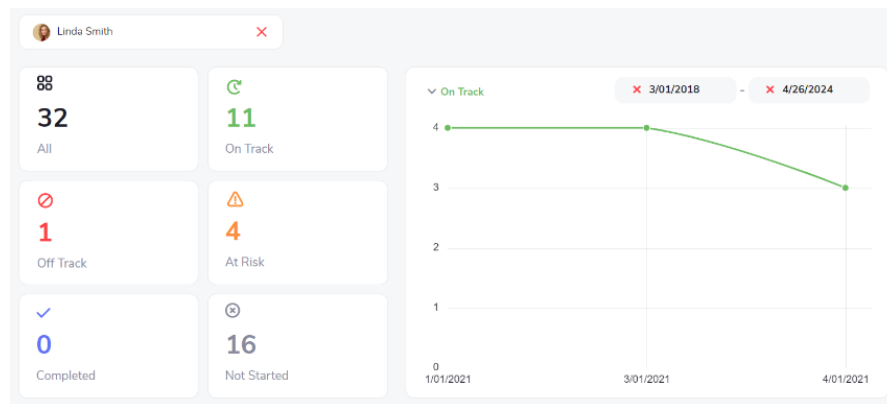 Linda Smith
32
All
11
On Track
1
Off Track
4
At Risk
0
Completed
16
Not Started
On Track
3/01/2018 - 4/26/2024
4
3
2
1
0
1/01/2021 3/01/2021 4/01/2021